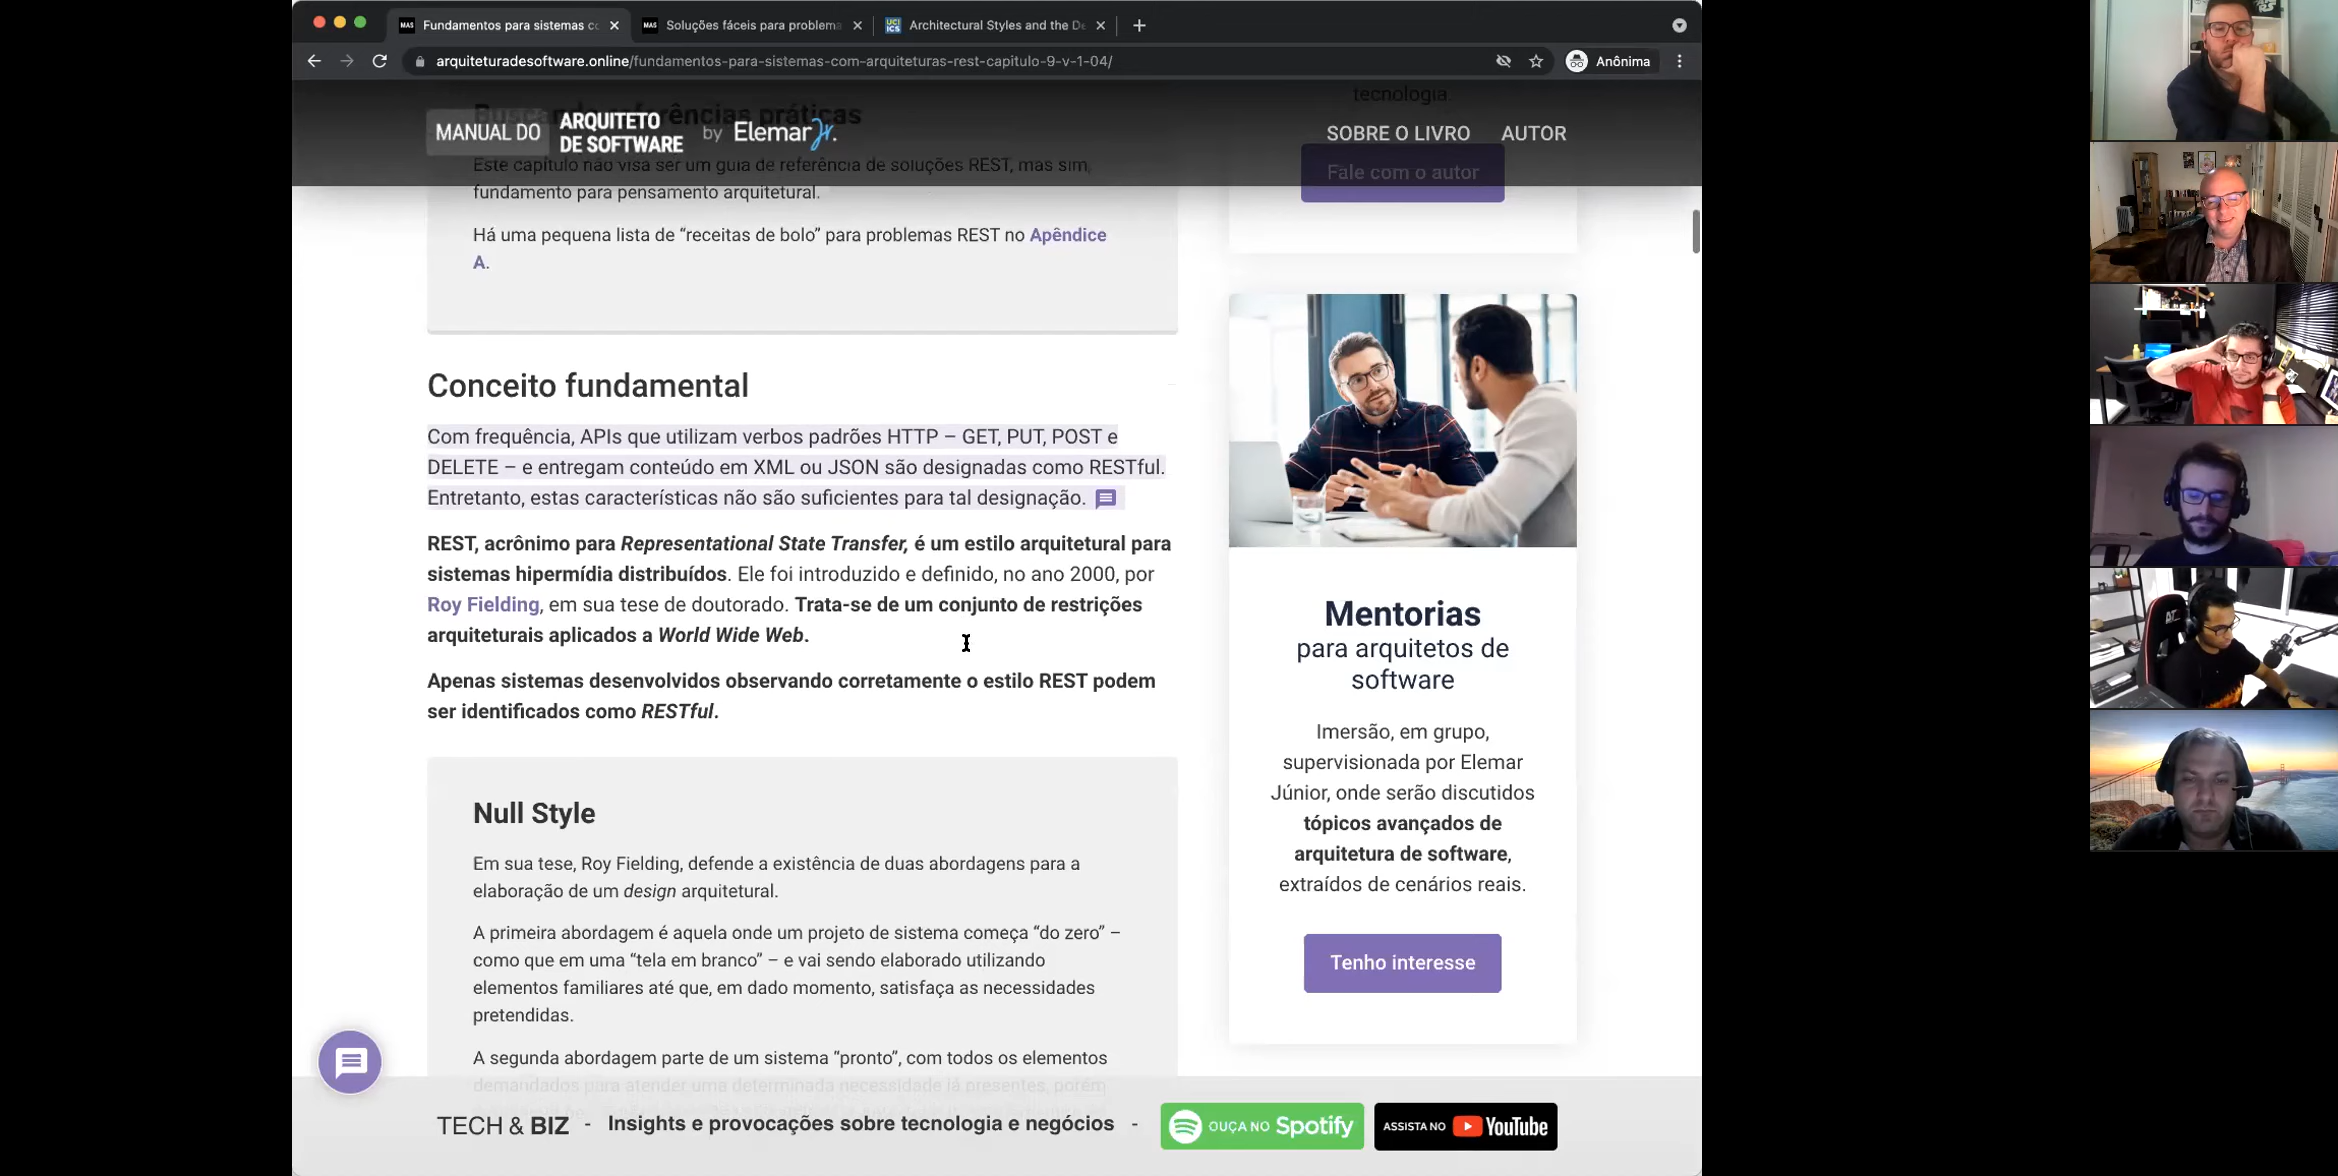 Fundamentos para sistemas co
Soluções fáceis para problema
Architectural Styles and the De
arquiteturadesoftware.online/fundamentos-para-sistemas-com-arquiteturas-rest-capitulo-9-v-1-04/
Anônima
Buscando referências práticas
MANUAL DO ARQUITETO DE SOFTWARE by Elemar Jr.
SOBRE O LIVRO AUTOR
Este capítulo não visa ser um guia de referência de soluções REST, mas sim,
fundamento para pensamento arquitetural.
Há uma pequena lista de “receitas de bolo” para problemas REST no Apêndice
A.
Conceito fundamental
Com frequência, APIs que utilizam verbos padrões HTTP – GET, PUT, POST e
DELETE – e entregam conteúdo em XML ou JSON são designadas como RESTful.
Entretanto, estas características não são suficientes para tal designação.
REST, acrônimo para Representational State Transfer, é um estilo arquitetural para
sistemas hipermídia distribuídos. Ele foi introduzido e definido, no ano 2000, por
Roy Fielding, em sua tese de doutorado. Trata-se de um conjunto de restrições
arquiteturais aplicados a World Wide Web.
Apenas sistemas desenvolvidos observando corretamente o estilo REST podem
ser identificados como RESTful.
Null Style
Em sua tese, Roy Fielding, defende a existência de duas abordagens para a
elaboração de um design arquitetural.
A primeira abordagem é aquela onde um projeto de sistema começa “do zero” –
como que em uma “tela em branco” – e vai sendo elaborado utilizando
elementos familiares até que, em dado momento, satisfaça as necessidades
pretendidas.
A segunda abordagem parte de um sistema “pronto”, com todos os elementos
demandados para atender uma determinada necessidade já presentes, porém
tecnologia.
Fale com o autor
Mentorias
para arquitetos de
software
Imersão, em grupo,
supervisionada por Elemar
Júnior, onde serão discutidos
tópicos avançados de
arquitetura de software,
extraídos de cenários reais.
Tenho interesse
TECH & BIZ - Insights e provocações sobre tecnologia e negócios -
OUÇA NO Spotify
ASSISTA NO YouTube